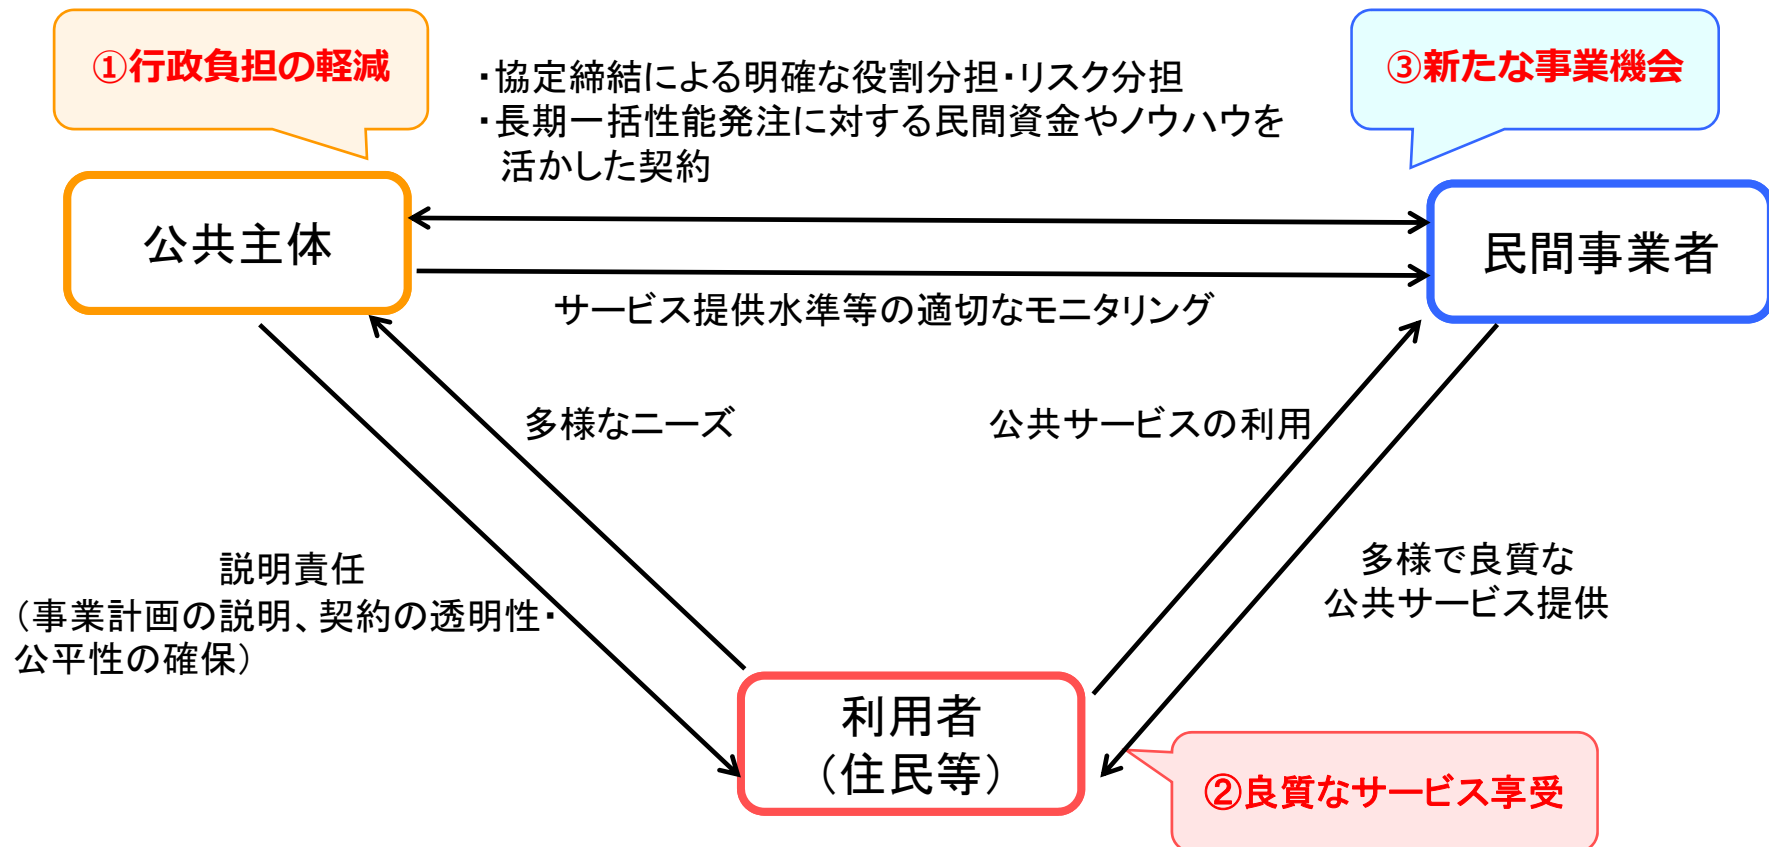 ①行政負担の軽減
③新たな事業機会
・協定締結による明確な役割分担・リスク分担
・長期一括性能発注に対する民間資金やノウハウを
活かした契約
公共主体
民間事業者
サービス提供水準等の適切なモニタリング
多様なニーズ
公共サービスの利用
説明責任
（事業計画の説明、契約の透明性・
公平性の確保）
多様で良質な
公共サービス提供
利用者
（住民等）
②良質なサービス享受